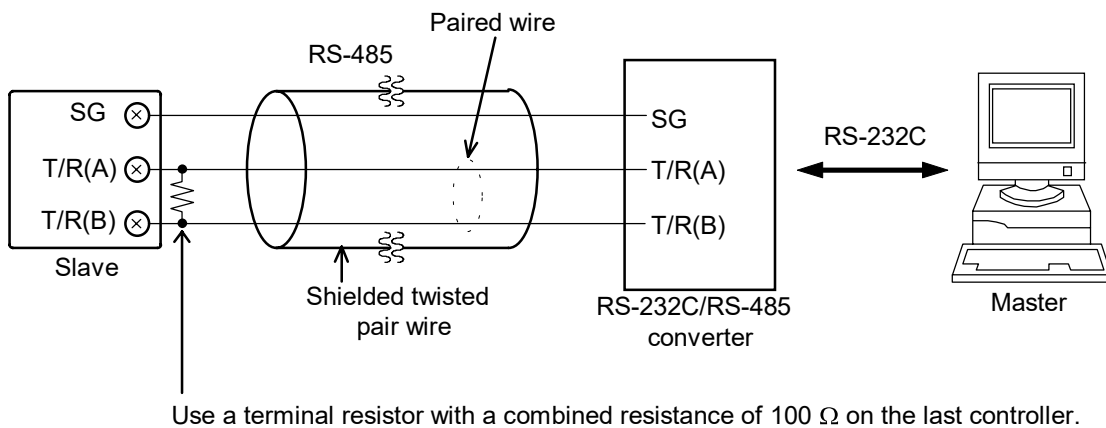 Paired wire
RS-485
SG
SG
RS-232C
T/R(A)
T/R(A)
T/R(B)
T/R(B)
Slave
Shielded twisted
pair wire
RS-232C/RS-485
converter
Master
Use a terminal resistor with a combined resistance of 100 Ω on the last controller.